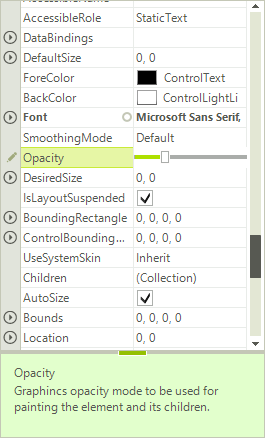 AccessibleRole StaticText
DataBindings
DefaultSize 0, 0
ForeColor ControlText
BackColor ControlLightLi
Font Microsoft Sans Serif,
SmoothingMode Default
Opacity
DesiredSize 0, 0
IsLayoutSuspended
BoundingRectangle 0, 0, 0, 0
ControlBounding... 0, 0, 0, 0
UseSystemSkin Inherit
Children (Collection)
AutoSize
Bounds 0, 0, 0, 0
Location 0, 0
Opacity
Graphincs opacity mode to be used for
painting the element and its children.